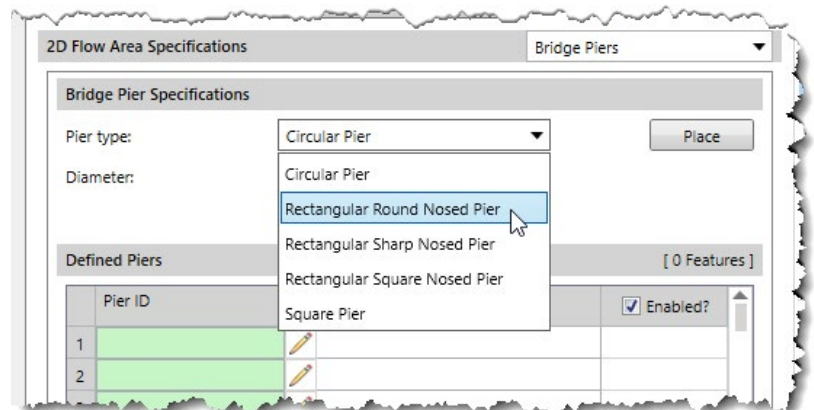 2D Flow Area Specifications Bridge Piers
Bridge Pier Specifications
Pier type: Circular Pier Place
Diameter: Circular Pier
Rectangular Round Nosed Pier
Rectangular Sharp Nosed Pier
Defined Piers [ 0 Features ]
Rectangular Square Nosed Pier
Pier ID Enabled?
Square Pier
1
2